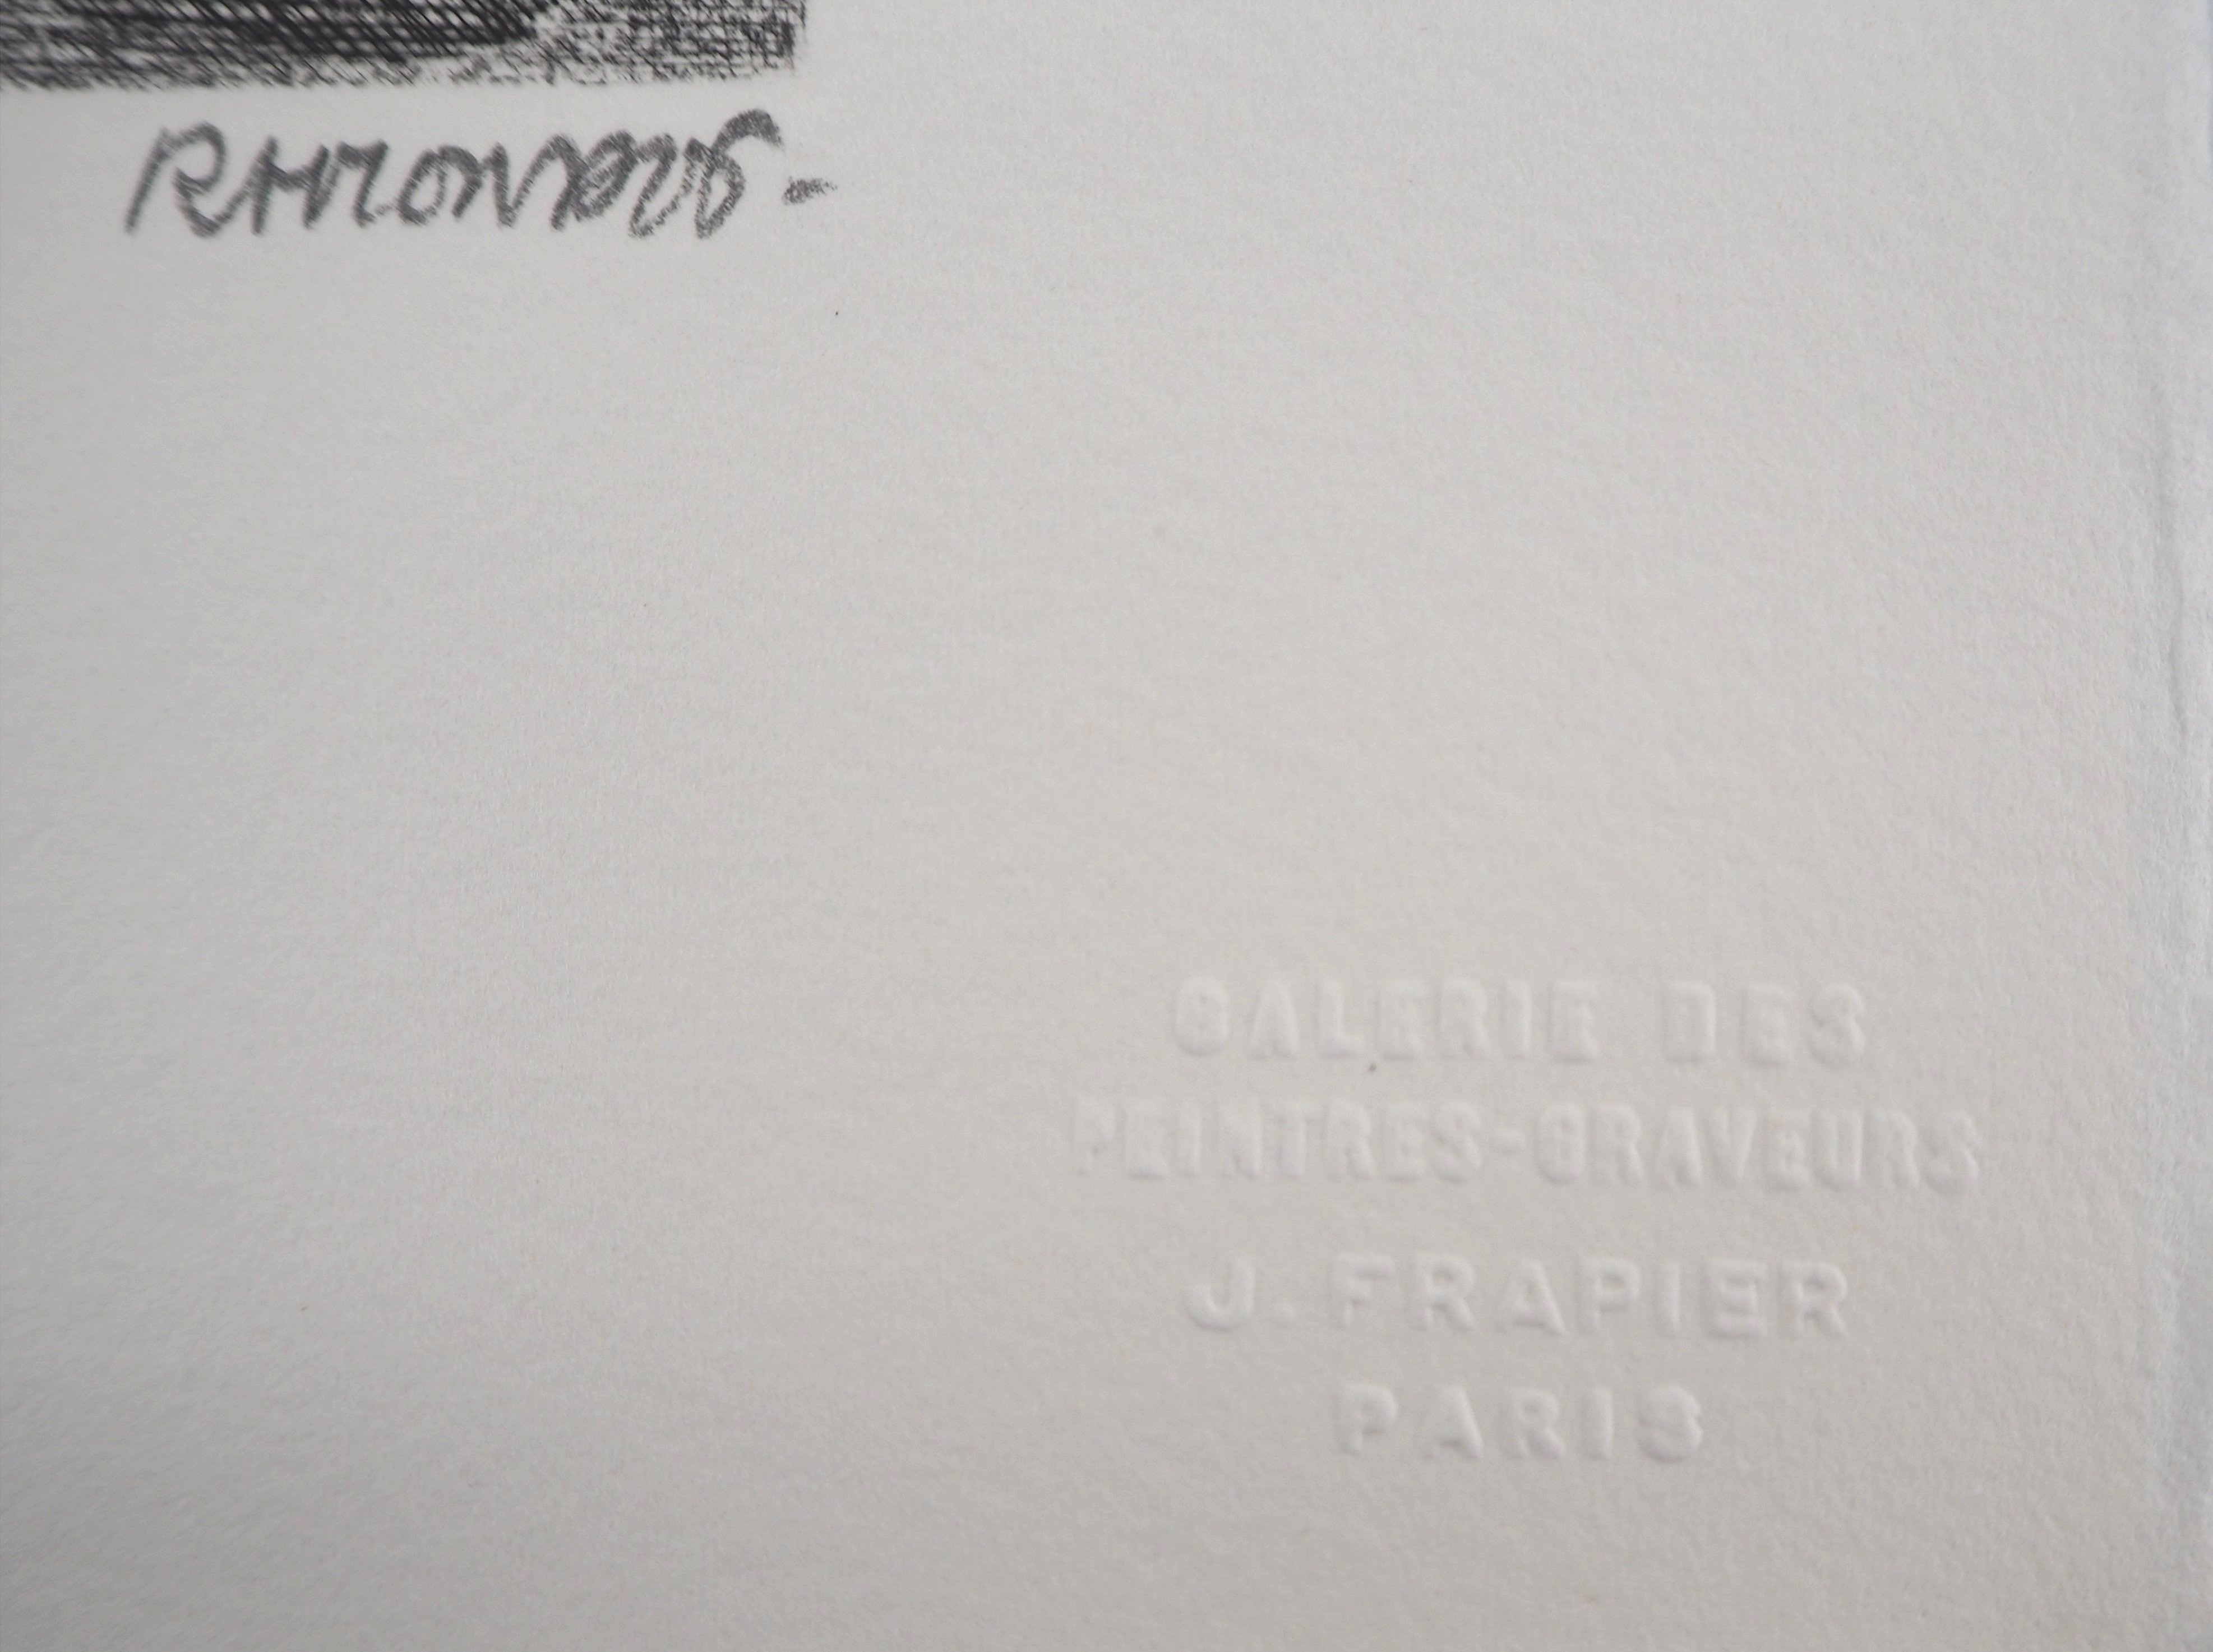 GALERIE DES
PEINTRES-GRAVEURS
J. FRAPIER
PARIS